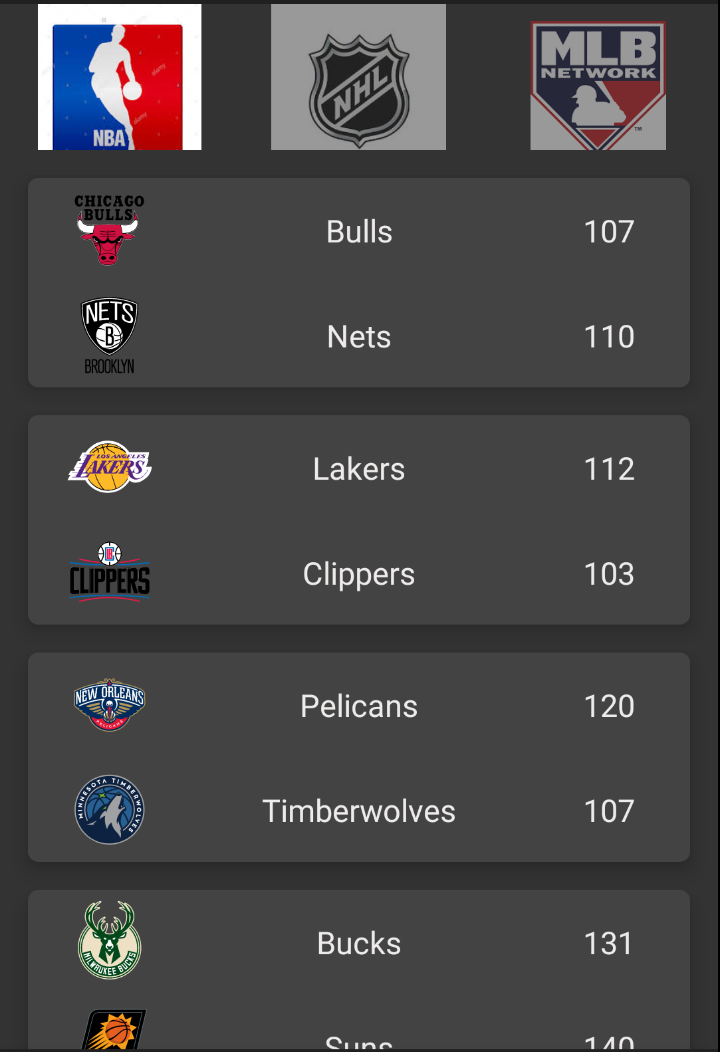 NBA
NHL
MLB
NETWORK
TM
CHICAGO
BULLS
Bulls
107
NETS
B
BROOKLYN
Nets
110
LOS ANGELES
LAKERS
Lakers
112
CLIPPERS
Clippers
103
NEW ORLEANS
PELICANS
Pelicans
120
MINNESOTA TIMBERWOLVES
Timberwolves
107
MILWAUKEE BUCKS
Bucks
131
Suns
140